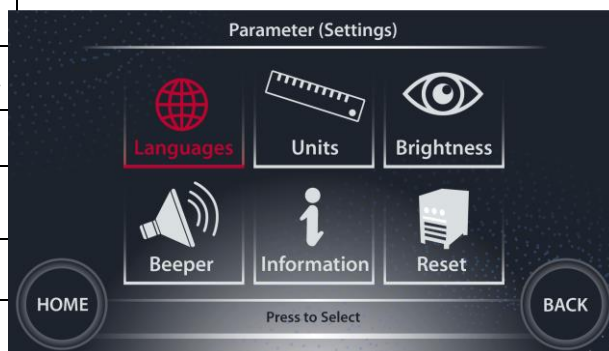 Parameter (Settings)
Languages
Units
Brightness
Beeper
Information
Reset
HOME
Press to Select
BACK